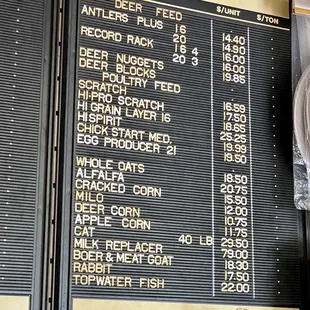 DEER FEED $/UNIT $/TON
ANTLERS PLUS 16 14.40
20 14.90
RECORD RACK 16 4 16.00
20 3 16.00
DEER NUGGETS 19.85
DEER BLOCKS
POULTRY FEED
SCRATCH 16.59
HI-PRO SCRATCH 17.50
HI GRAIN LAYER 16 18.65
HISPIRIT 25.25
CHICK START MED. 19.99
EGG PRODUCER 21 19.50
WHOLE OATS 18.50
ALFALFA 20.75
CRACKED CORN 15.50
MILO 12.00
DEER CORN 10.75
APPLE CORN 11.75
CAT 40 LB 29.50
MILK REPLACER 79.00
BOER & MEAT GOAT 18.30
RABBIT 17.50
TOPWATER FISH 22.00